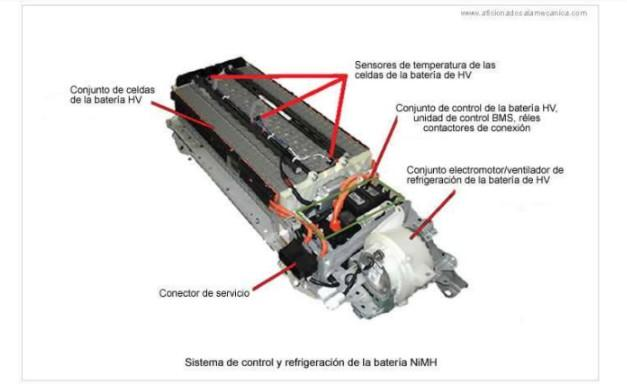 www.aficionadosalamecanica.com
Sensores de temperatura de las
celdas de la batería de HV
Conjunto de celdas
de la batería HV
Conjunto de control de la batería HV,
unidad de control BMS, réles
contactores de conexión
Conjunto electromotor/ventilador de
refrigeración de la batería de HV
Conector de servicio
Sistema de control y refrigeración de la batería NiMH